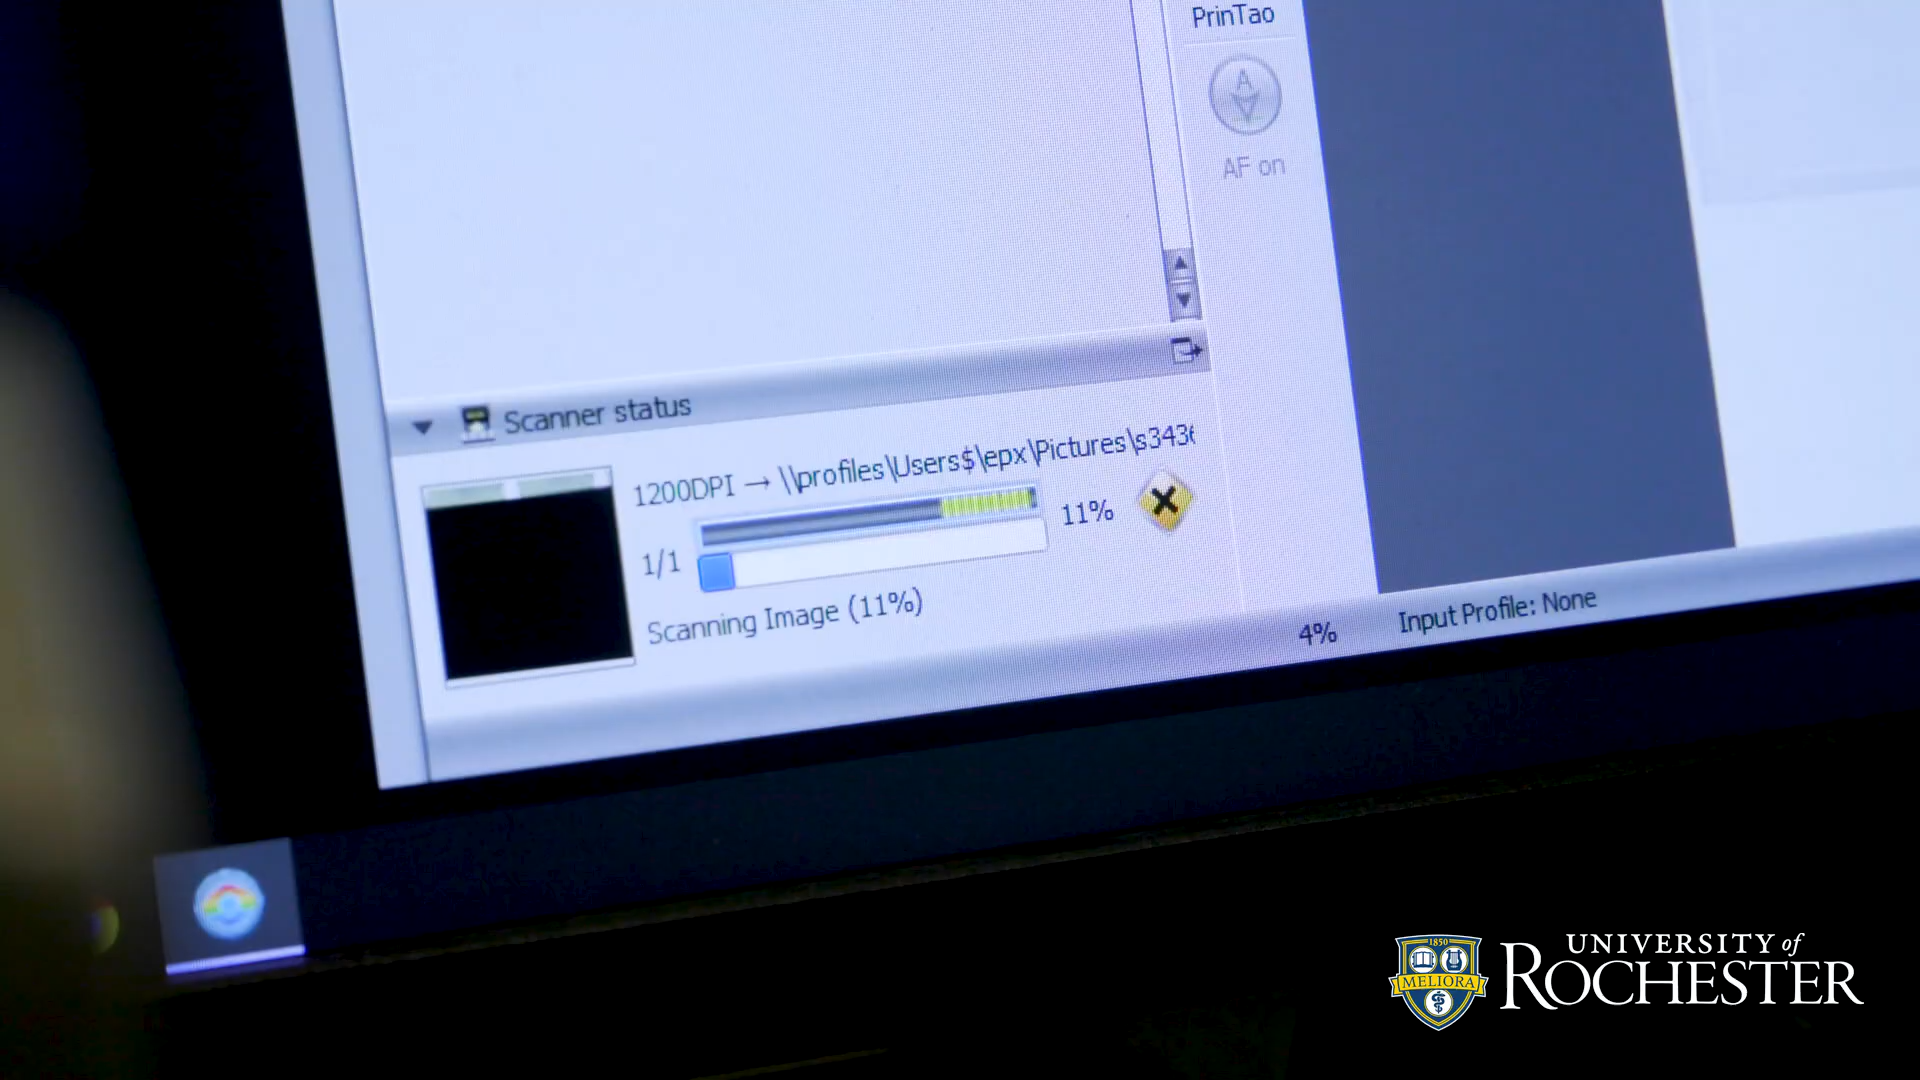 PrinTao
A
AF on
Scanner status
1200DPI → \\profiles\Users$\epx\Pictures\s343
11%
1/1
Scanning Image (11%)
4%
Input Profile: None
1850
MELIORA
UNIVERSITY of
ROCHESTER